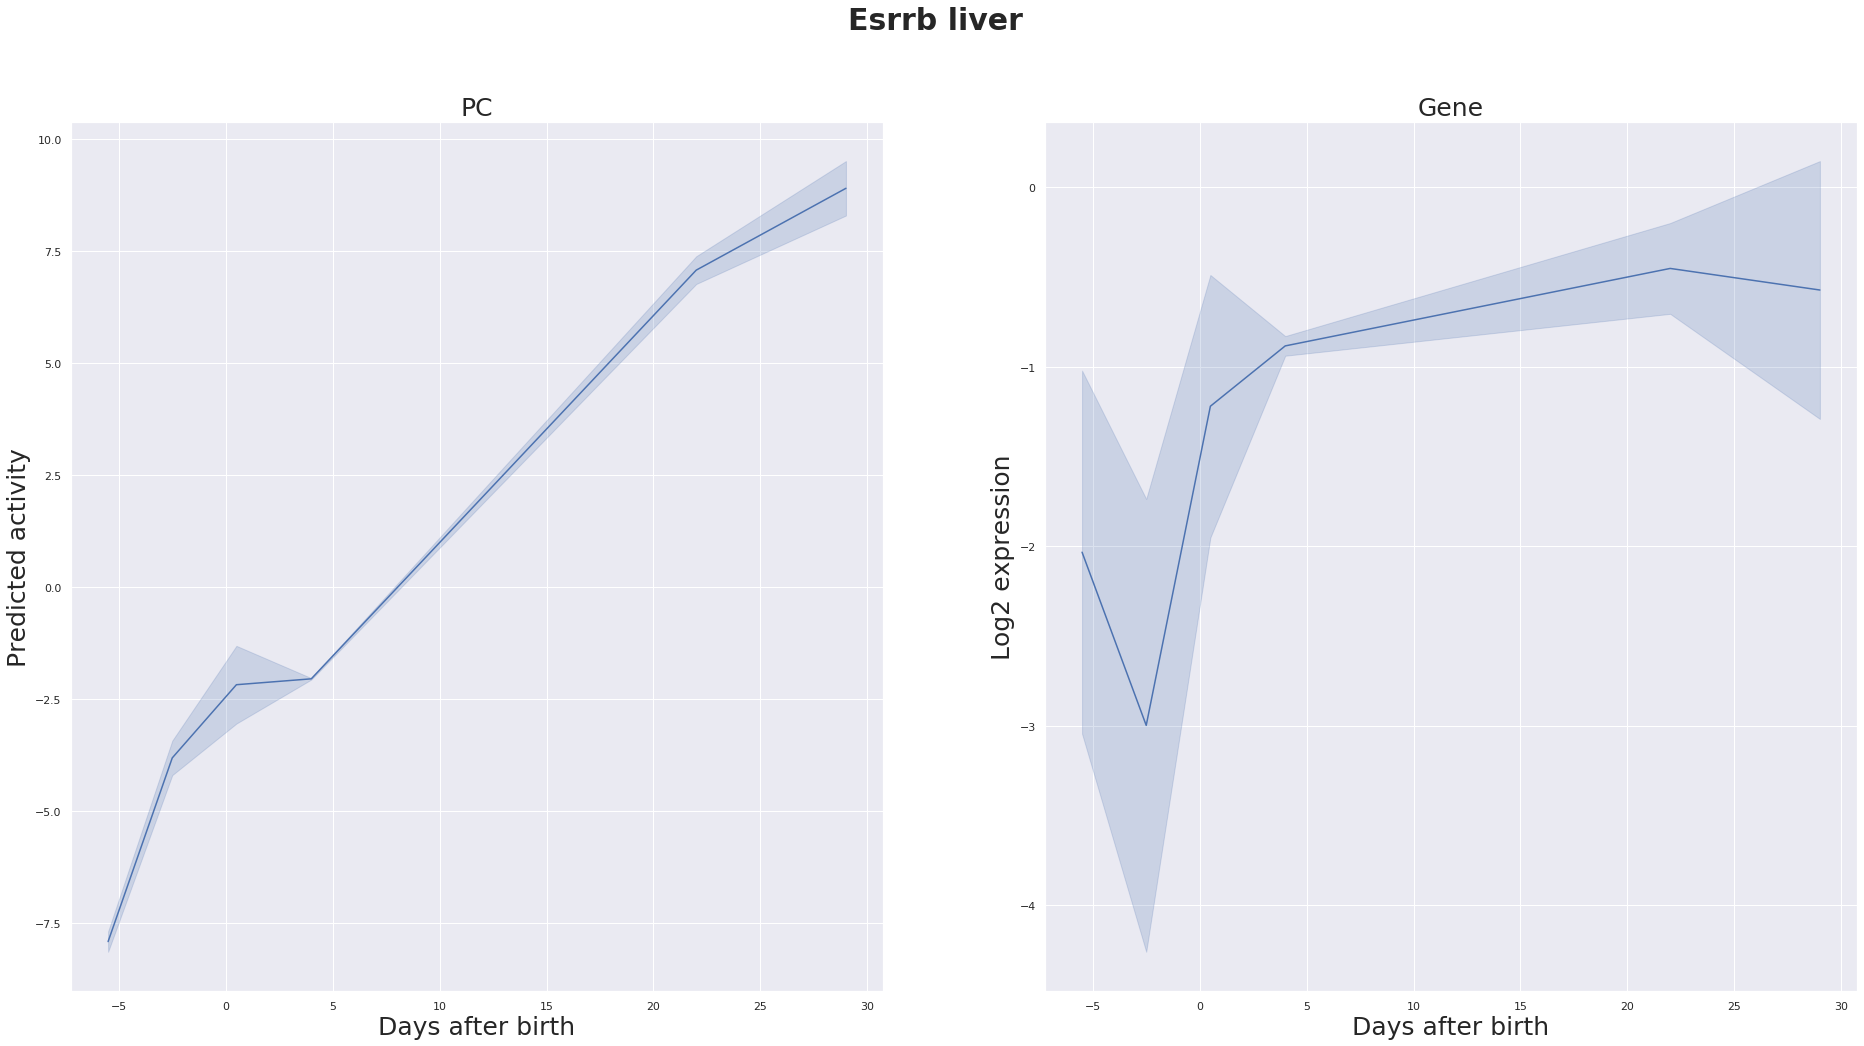 Esrrb liver
PC
Predicted activity
10.0
7.5
5.0
2.5
0.0
−2.5
−5.0
−7.5
−5 0 5 10 15 20 25 30
Days after birth
Gene
Log2 expression
0
−1
−2
−3
−4
−5 0 5 10 15 20 25 30
Days after birth